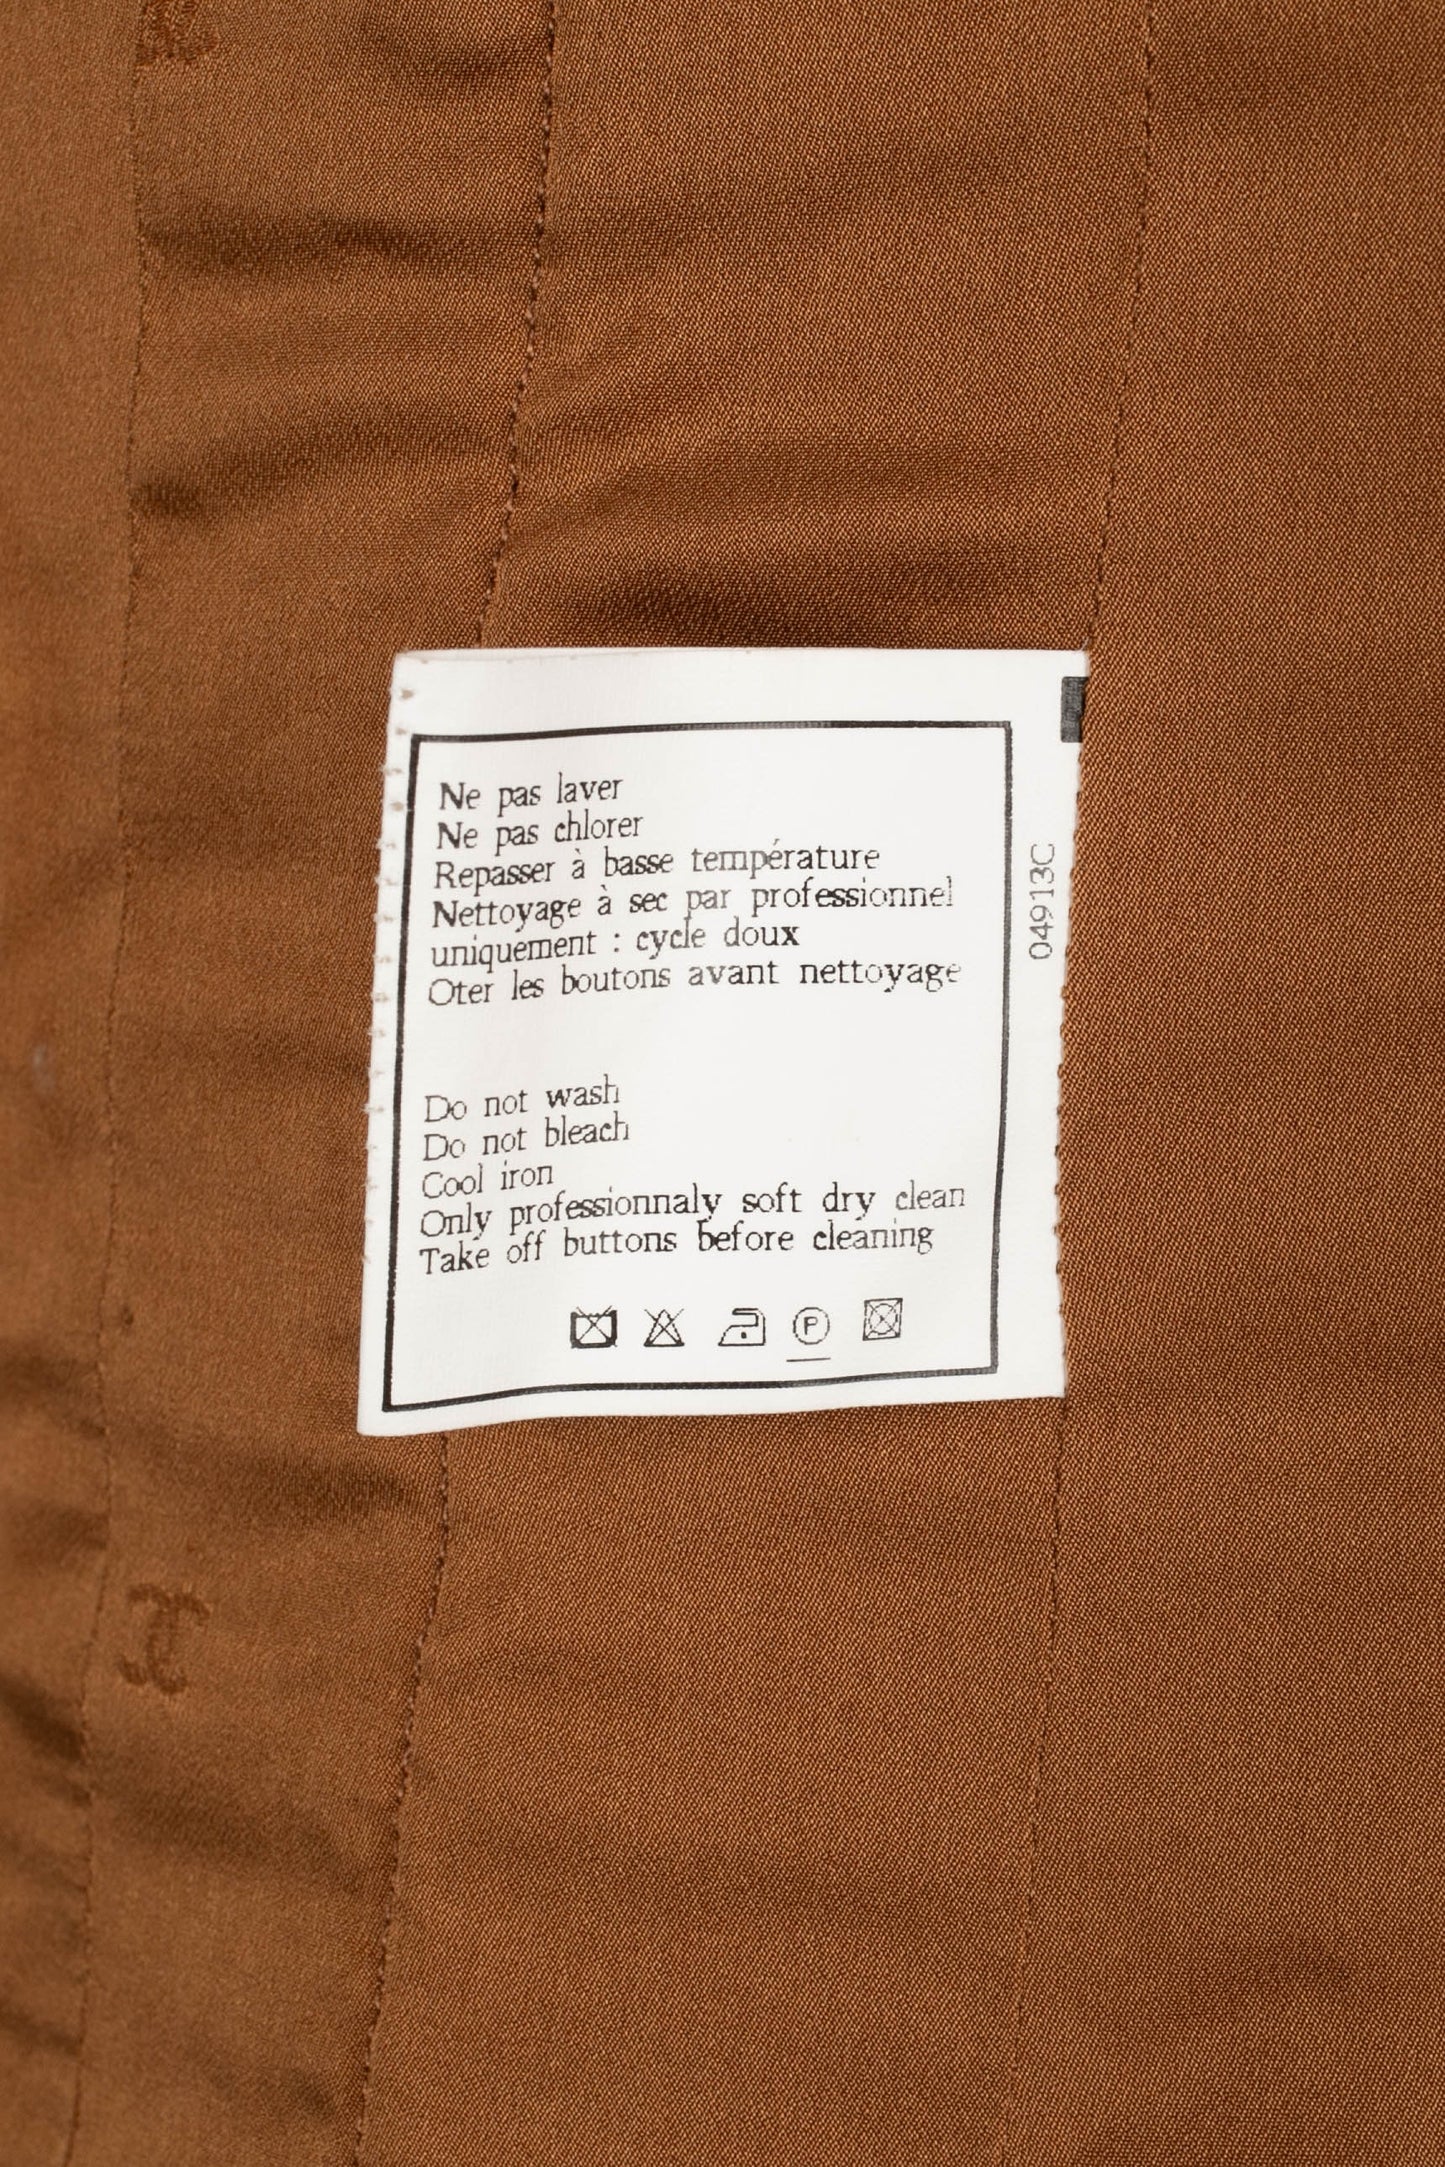 Ne pas laver
Ne pas chlorer
Repasser à basse température
Nettoyage à sec par professionnel
uniquement : cycle doux
Oter les boutons avant nettoyage
Do not wash
Do not bleach
Cool iron
Only professionnaly soft dry clean
Take off buttons before cleaning
P
04913C